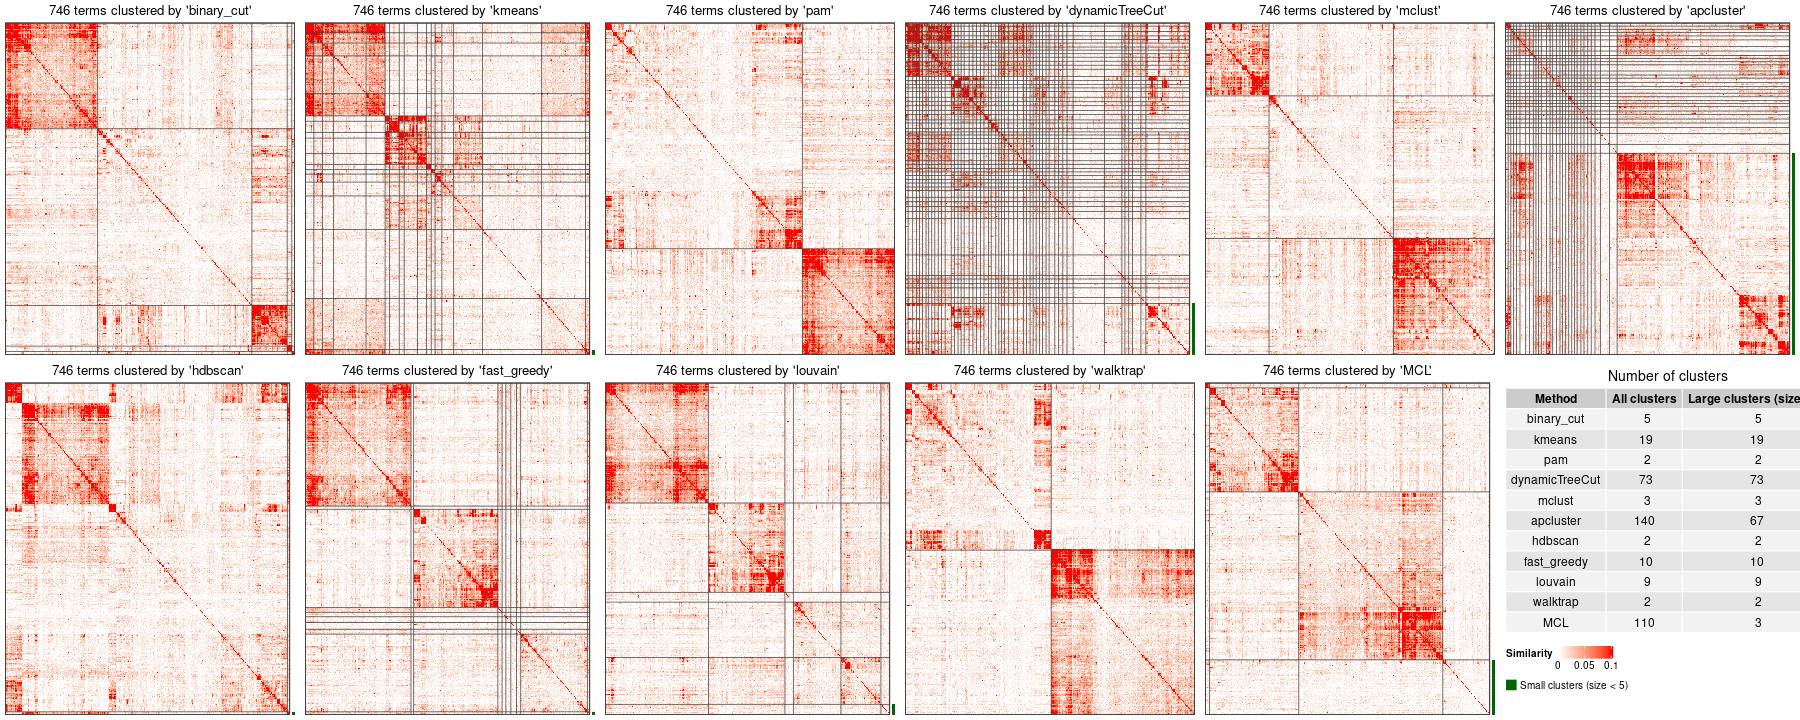 746 terms clustered by 'binary_cut'
746 terms clustered by 'kmeans'
746 terms clustered by 'pam'
746 terms clustered by 'dynamicTreeCut'
746 terms clustered by 'mclust'
746 terms clustered by 'apcluster'
746 terms clustered by 'hdbscan'
746 terms clustered by 'fast_greedy'
746 terms clustered by 'louvain'
746 terms clustered by 'walktrap'
746 terms clustered by 'MCL'
Number of clusters
Method All clusters Large clusters (size
binary_cut 5 5
kmeans 19 19
pam 2 2
dynamicTreeCut 73 73
mclust 3 3
apcluster 140 67
hdbscan 2 2
fast_greedy 10 10
louvain 9 9
walktrap 2 2
MCL 110 3
Similarity
0 0.05 0.1
Small clusters (size < 5)